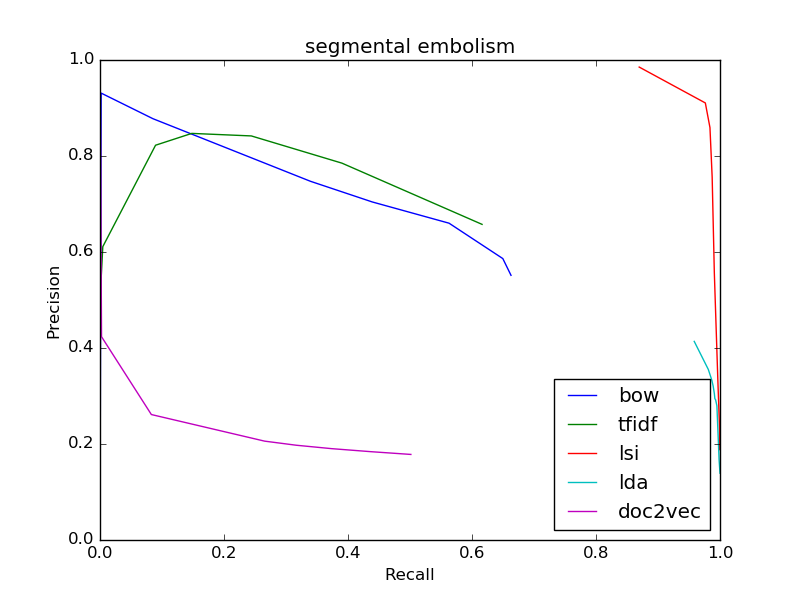 segmental embolism
1.0
0.8
0.6
0.4
0.2
0.0
Precision
0.0 0.2 0.4 0.6 0.8 1.0
Recall
bow
tfidf
lsi
lda
doc2vec